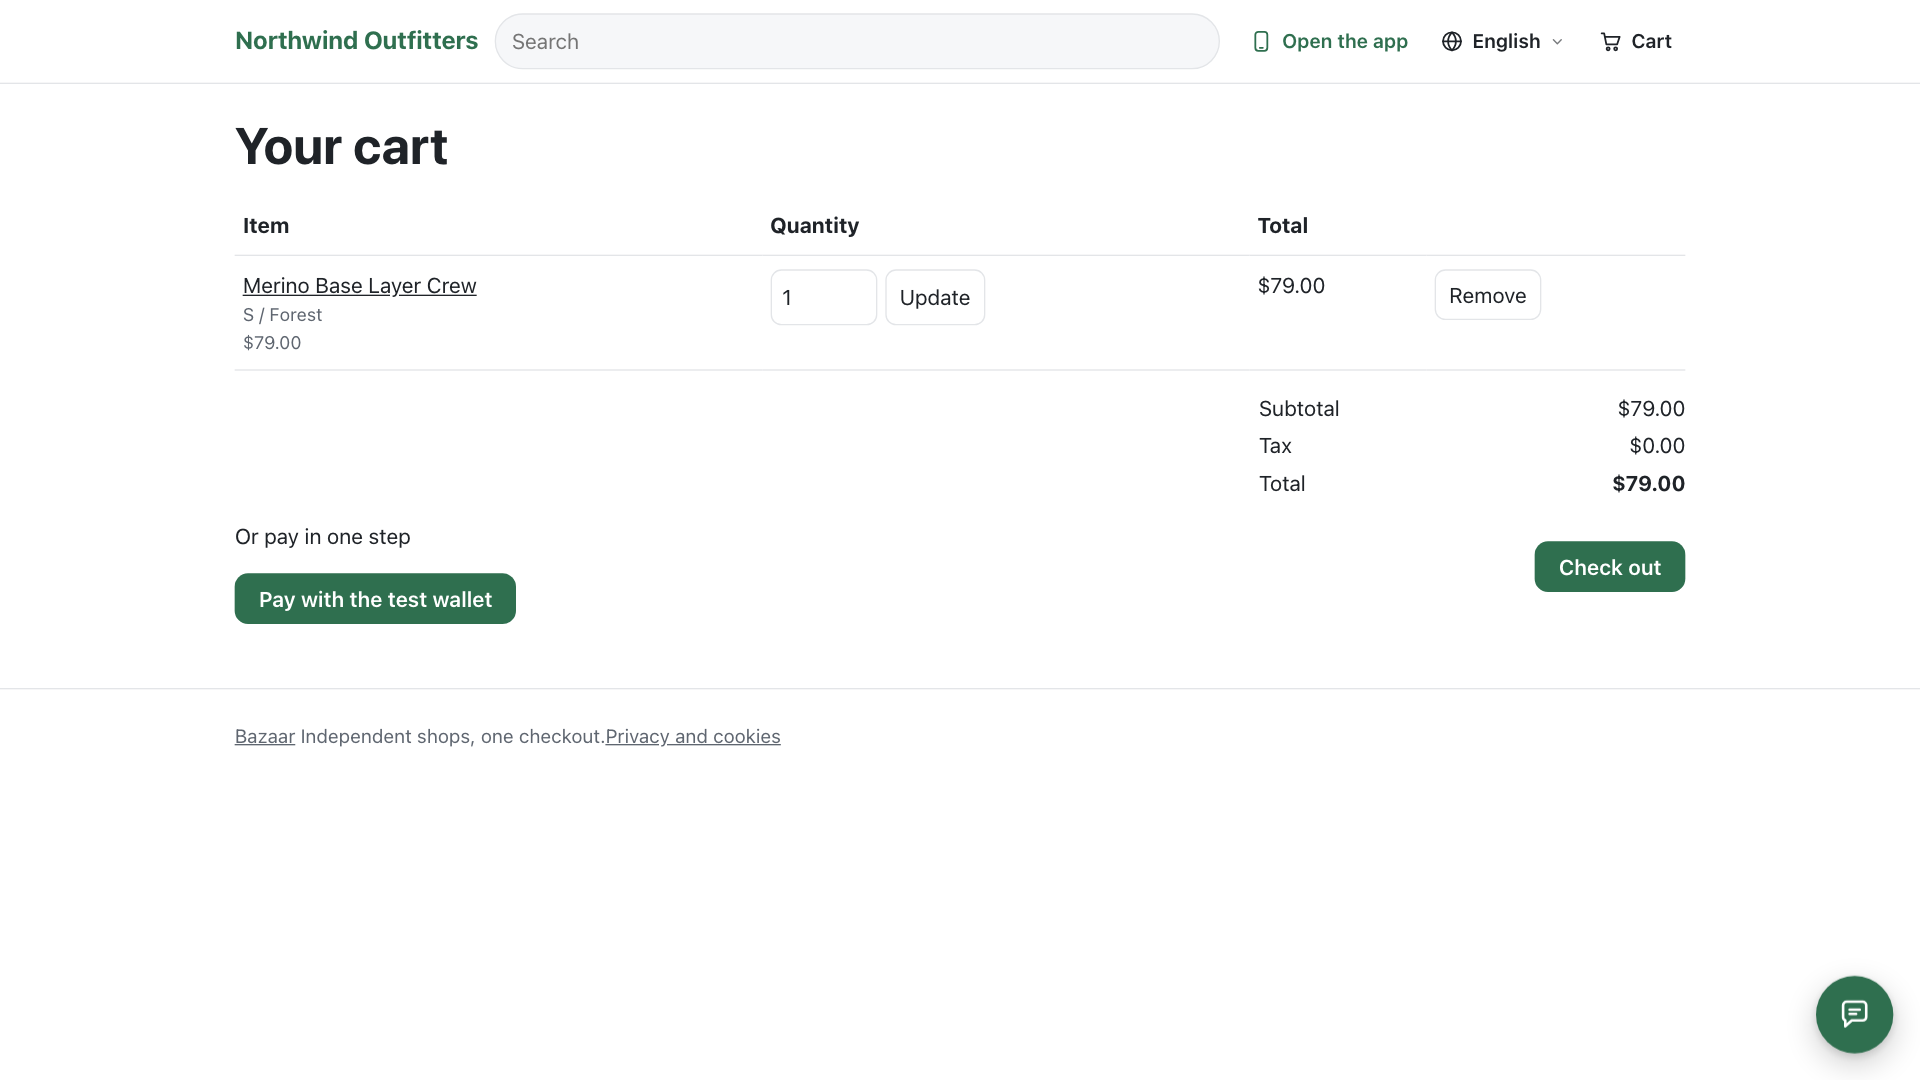 Northwind Outfitters
Search
Open the app
English
Cart
Your cart
Item Quantity Total
Merino Base Layer Crew
S / Forest
$79.00
1
Update
$79.00
Remove
Subtotal $79.00
Tax $0.00
Total $79.00
Or pay in one step
Pay with the test wallet
Check out
Bazaar Independent shops, one checkout.Privacy and cookies